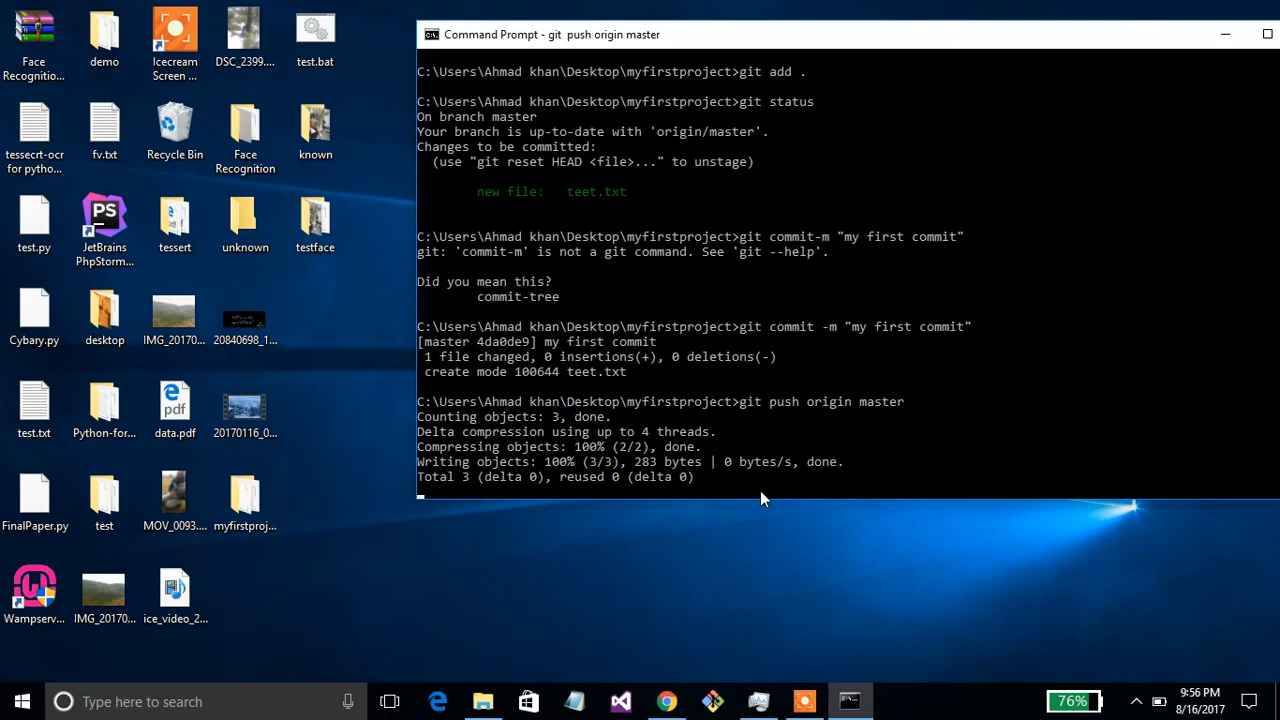 Face
Recognitio...
demo
Icecream
Screen ...
DSC_2399....
test.bat
tessecrt-ocr
for pytho...
fv.txt
Recycle Bin
Face
Recognition
known
test.py
PS
JetBrains
PhpStorm...
tessert
unknown
testface
Cybary.py
desktop
IMG_20170...
20840698_1...
test.txt
Python-for...
pdf
data.pdf
20170116_0...
FinalPaper.py
test
MOV_0093....
myfirstproj...
Wampserv...
IMG_20170...
ice_video_2...
Command Prompt - git  push origin master
C:\Users\Ahmad khan\Desktop\myfirstproject>git add .
C:\Users\Ahmad khan\Desktop\myfirstproject>git status
On branch master
Your branch is up-to-date with 'origin/master'.
Changes to be committed:
  (use "git reset HEAD <file>..." to unstage)
        new file:   teet.txt
C:\Users\Ahmad khan\Desktop\myfirstproject>git commit-m "my first commit"
git: 'commit-m' is not a git command. See 'git --help'.
Did you mean this?
        commit-tree
C:\Users\Ahmad khan\Desktop\myfirstproject>git commit -m "my first commit"
[master 4da0de9] my first commit
 1 file changed, 0 insertions(+), 0 deletions(-)
 create mode 100644 teet.txt
C:\Users\Ahmad khan\Desktop\myfirstproject>git push origin master
Counting objects: 3, done.
Delta compression using up to 4 threads.
Compressing objects: 100% (2/2), done.
Writing objects: 100% (3/3), 283 bytes | 0 bytes/s, done.
Total 3 (delta 0), reused 0 (delta 0)
Type here to search
76%
9:56 PM
8/16/2017